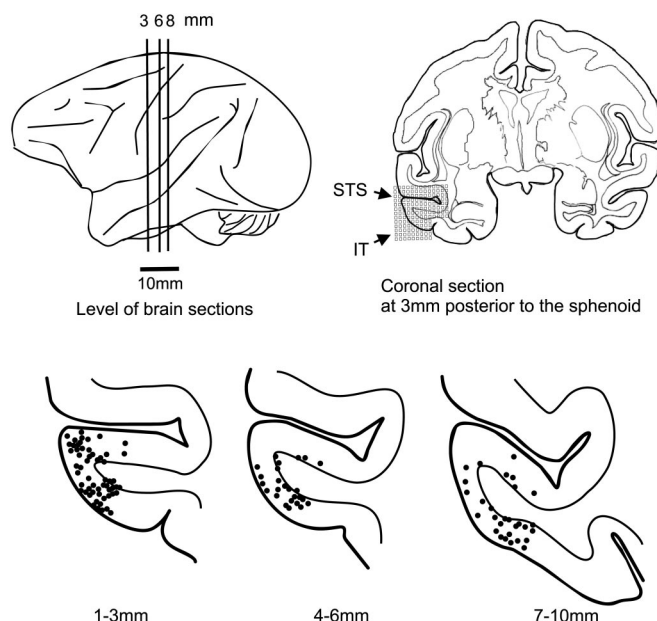 3 6 8 mm
STS
IT
10mm
Level of brain sections
Coronal section
at 3mm posterior to the sphenoid
1-3mm
4-6mm
7-10mm